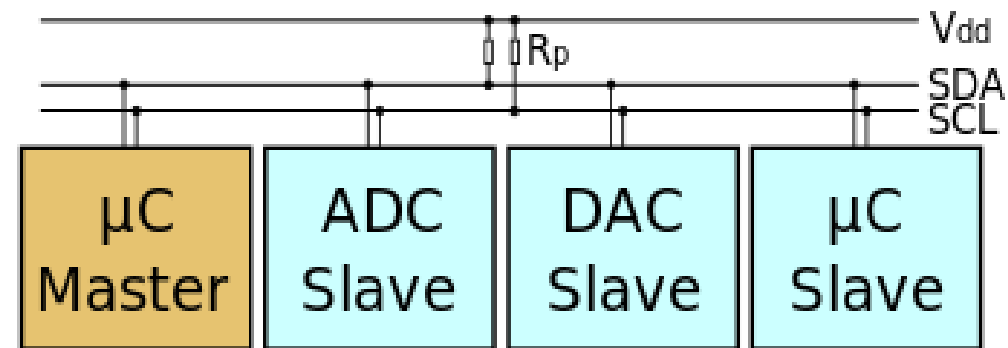 Vdd
Rp
SDA
SCL
µC
Master
ADC
Slave
DAC
Slave
µC
Slave